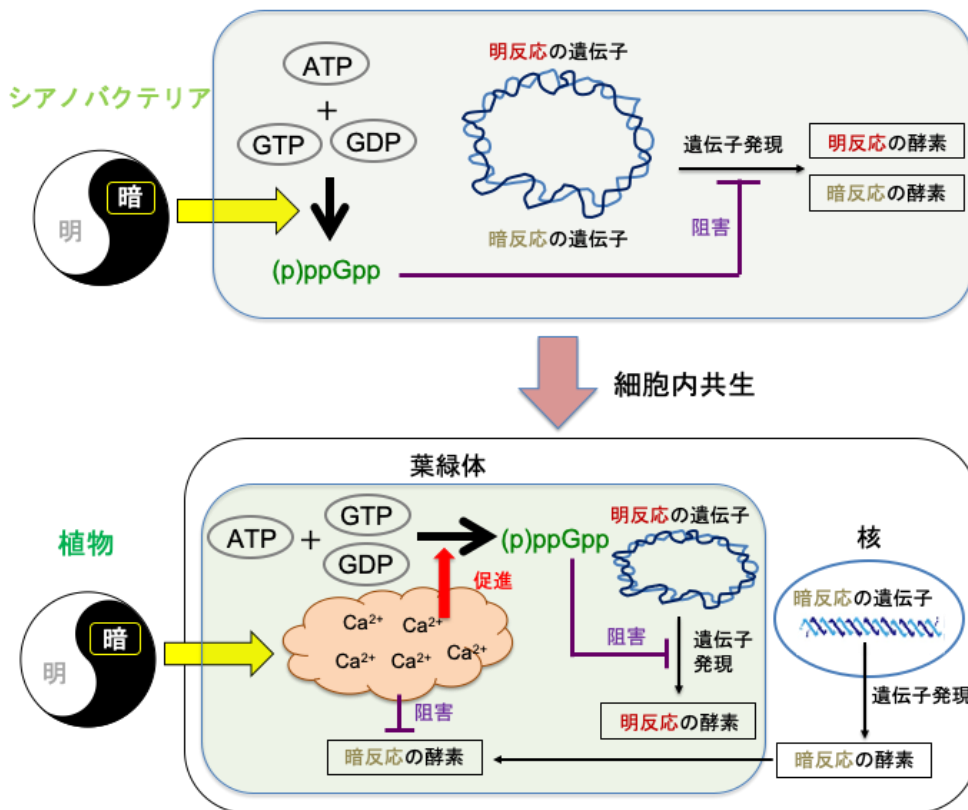 シアノバクテリア
明
暗
ATP
+
GTP
GDP
(p)ppGpp
明反応の遺伝子
暗反応の遺伝子
遺伝子発現
阻害
明反応の酵素
暗反応の酵素
細胞内共生
植物
明
暗
葉緑体
ATP
+
GTP
GDP
(p)ppGpp
促進
Ca2+
Ca2+
Ca2+
Ca2+
Ca2+
阻害
暗反応の酵素
明反応の遺伝子
阻害
遺伝子
発現
明反応の酵素
核
暗反応の遺伝子
遺伝子発現
暗反応の酵素